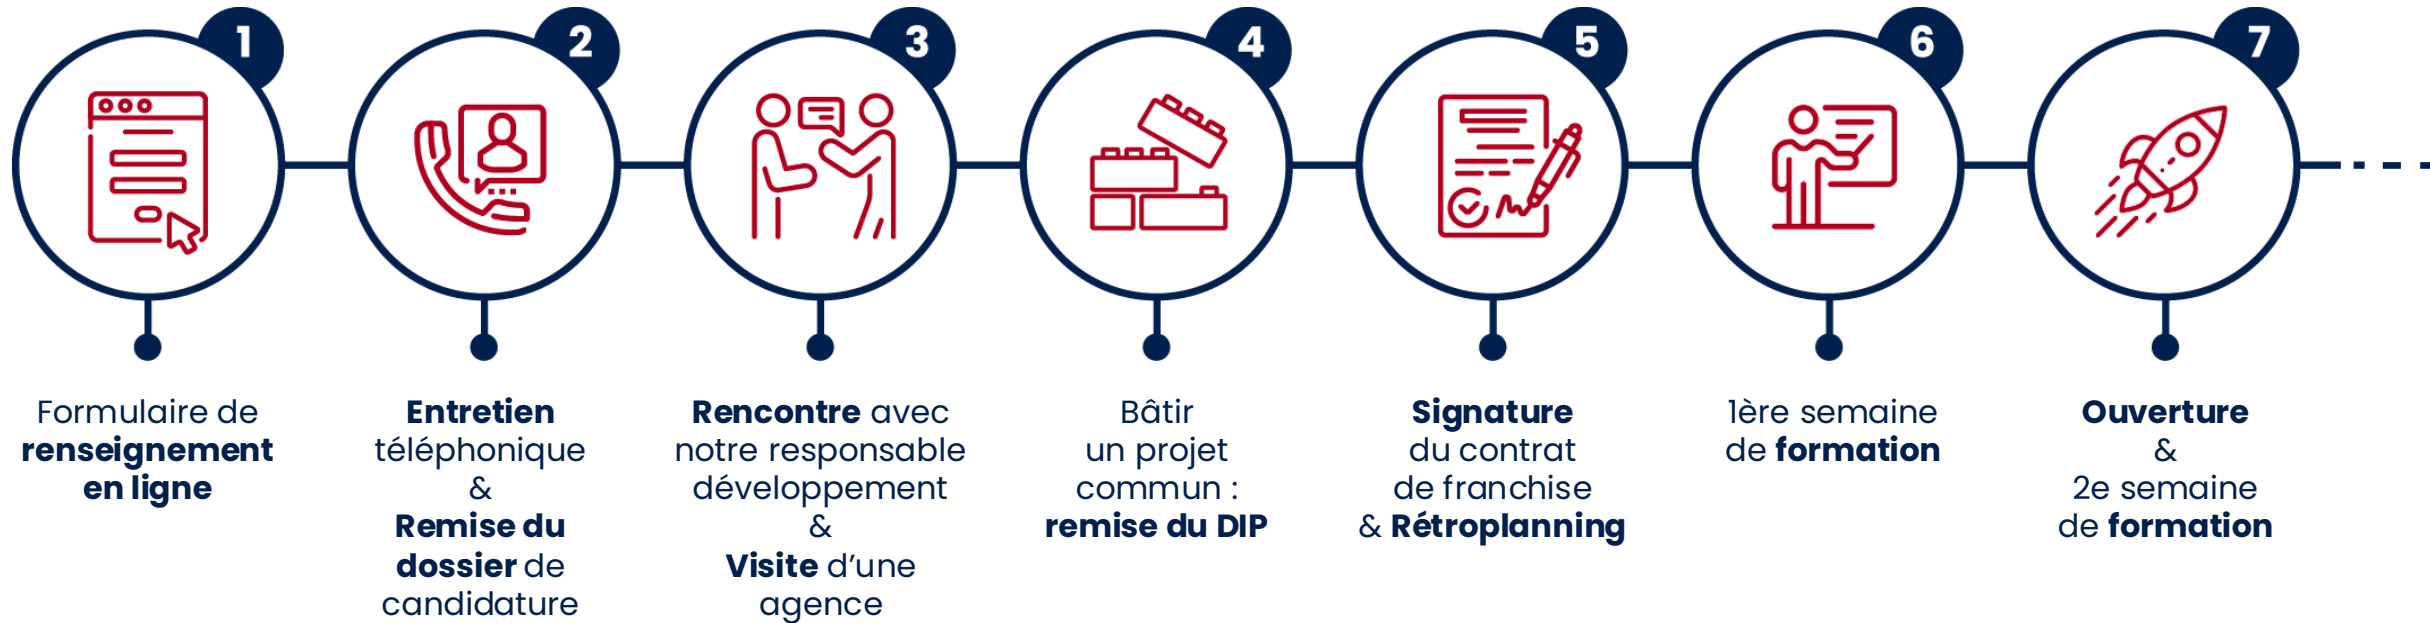 1
Formulaire de
renseignement
en ligne
2
Entretien
téléphonique
&
Remise du
dossier de
candidature
3
Rencontre avec
notre responsable
développement
&
Visite d’une
agence
4
Bâtir
un projet
commun :
remise du DIP
5
Signature
du contrat
de franchise
& Rétroplanning
6
1ère semaine
de formation
7
Ouverture
&
2e semaine
de formation